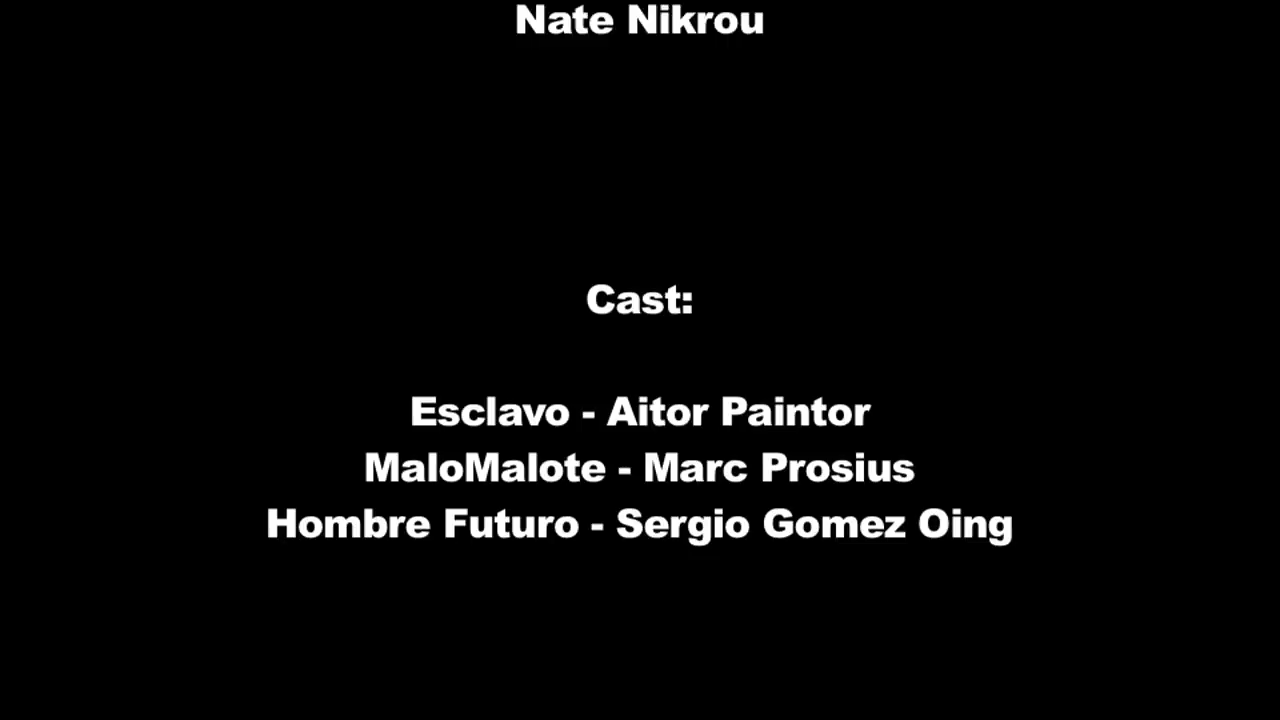 Nate Nikrou
Cast:
Esclavo - Aitor Paintor
MaloMalote - Marc Prosius
Hombre Futuro - Sergio Gomez Oing